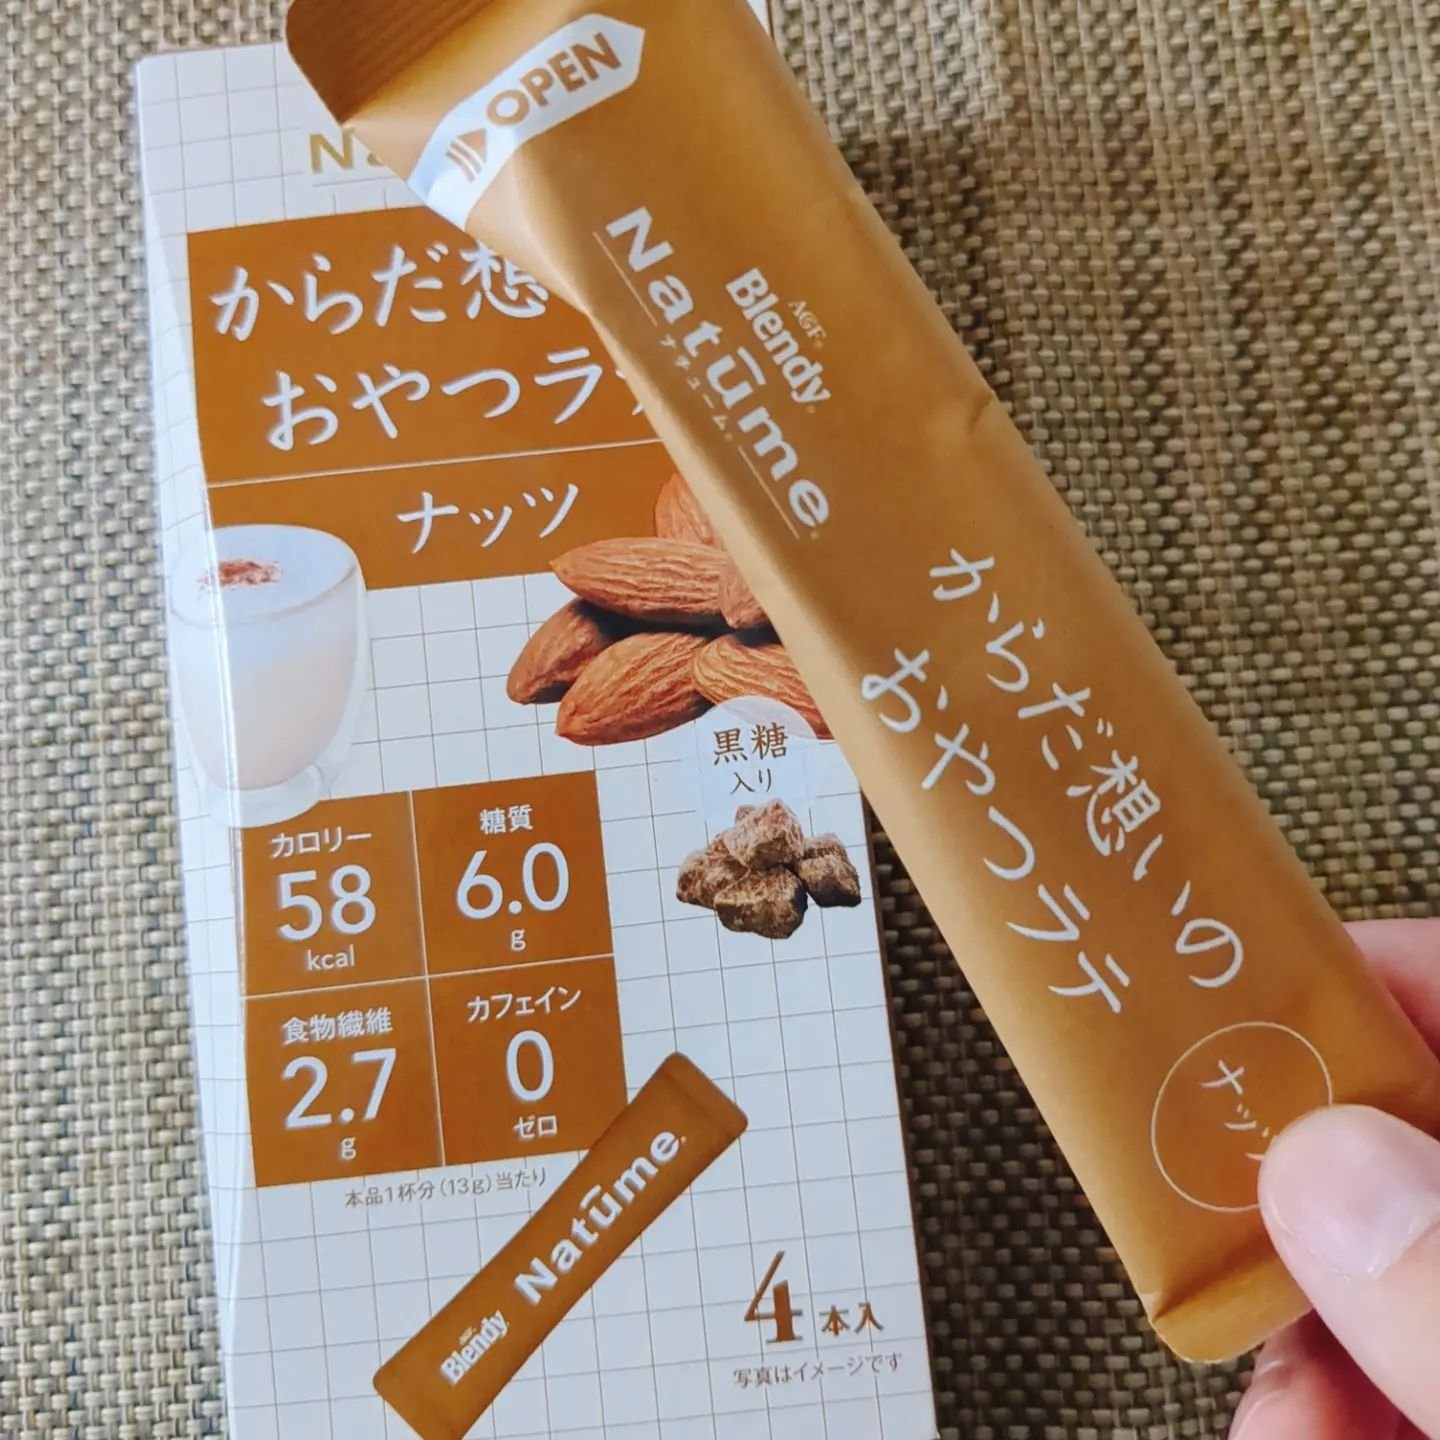 からだ想
おやつラテ
ナッツ
黒糖
入り
カロリー
58
kcal
糖質
6.0
g
食物繊維
2.7
g
カフェイン
0
ゼロ
本品1杯分(13g)当たり
AGF®
Blendy®
Natūme®
4本入
写真はイメージです
OPEN
AGF®
Blendy®
Natūme®
ナチューム®
からだ想いの
おやつラテ
ナッツ